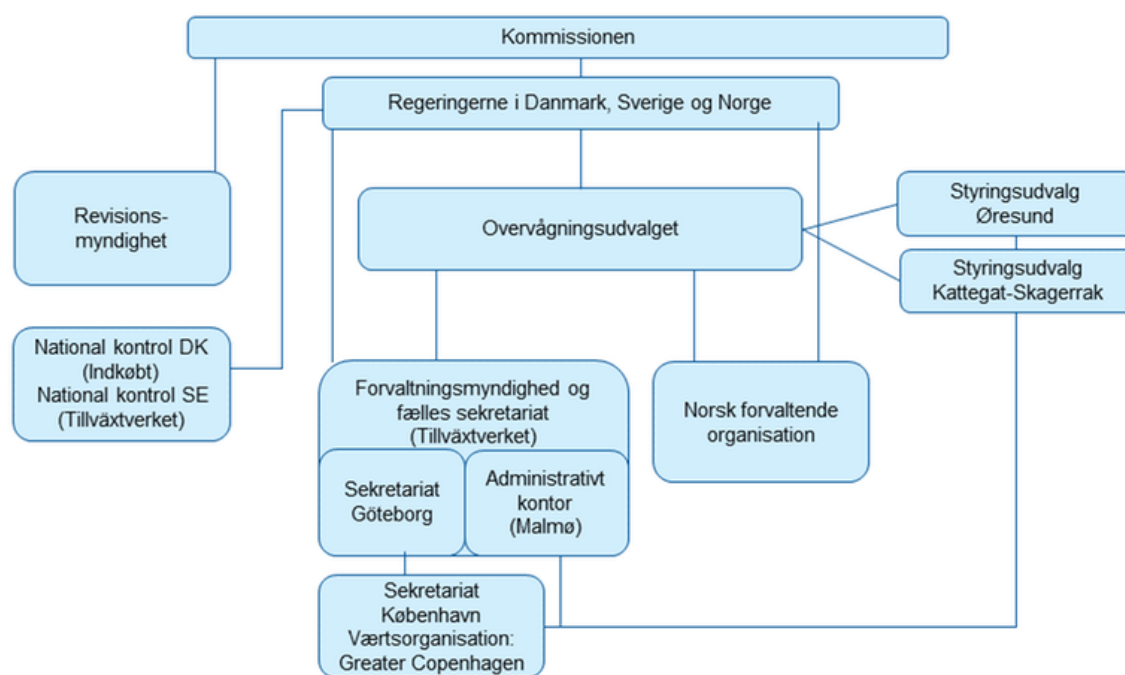 Kommissionen
Regeringerne i Danmark, Sverige og Norge
Revisions-
myndighet
Overvågningsudvalget
Styringsudvalg
Øresund
Styringsudvalg
Kattegat-Skagerrak
National kontrol DK
(Indkøbt)
National kontrol SE
(Tillväxtverket)
Forvaltningsmyndighed og
fælles sekretariat
(Tillväxtverket)
Norsk forvaltende
organisation
Sekretariat
Göteborg
Administrativt
kontor
(Malmø)
Sekretariat
København
Værtsorganisation:
Greater Copenhagen